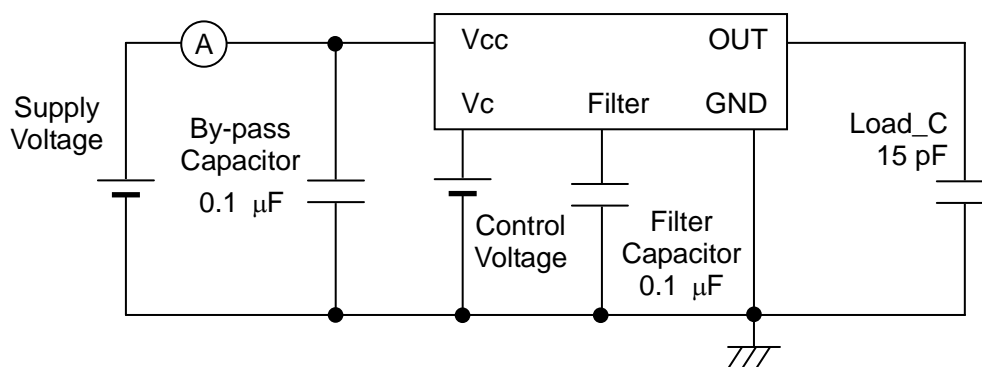 A
Vcc
OUT
Vc
Filter
GND
Supply
Voltage
By-pass
Capacitor
0.1 μF
Control
Voltage
Filter
Capacitor
0.1 μF
Load_C
15 pF